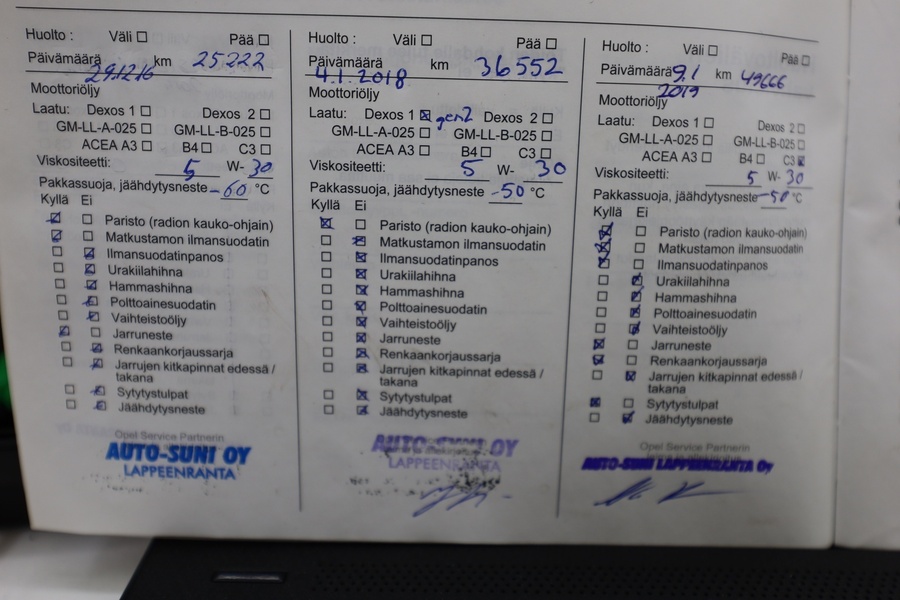 Huolto : Väli ☐ Pää ☐
Päivämäärä 29.12.16 km 25222
Moottoriöljy
Laatu: Dexos 1 ☐ Dexos 2 ☐
GM-LL-A-025 ☐ GM-LL-B-025 ☐
ACEA A3 ☐ B4 ☐ C3 ☐
Viskositeetti: 5 W- 30
Pakkassuoja, jäähdytysneste -60 °C
Kyllä Ei
☒ ☐ Paristo (radion kauko-ohjain)
☒ ☐ Matkustamon ilmansuodatin
☐ ☒ Ilmansuodatinpanos
☐ ☒ Urakiilahihna
☐ ☒ Hammashihna
☐ ☒ Polttoainesuodatin
☐ ☒ Vaihteistoöljy
☒ ☐ Jarruneste
☐ ☒ Renkaankorjaussarja
☐ ☒ Jarrujen kitkapinnat edessä /
takana
☐ ☒ Sytytystulpat
☐ ☒ Jäähdytysneste
Opel Service Partnerin
AUTO-SUNI OY
LAPPEENRANTA
Huolto : Väli ☐ Pää ☐
Päivämäärä 4.1.2018 km 36552
Moottoriöljy
Laatu: Dexos 1 ☒ gen2 Dexos 2 ☐
GM-LL-A-025 ☐ GM-LL-B-025 ☐
ACEA A3 ☐ B4 ☐ C3 ☐
Viskositeetti: 5 W- 30
Pakkassuoja, jäähdytysneste -50 °C
Kyllä Ei
☒ ☐ Paristo (radion kauko-ohjain)
☐ ☒ Matkustamon ilmansuodatin
☐ ☒ Ilmansuodatinpanos
☐ ☒ Urakiilahihna
☐ ☒ Hammashihna
☐ ☒ Polttoainesuodatin
☐ ☒ Vaihteistoöljy
☐ ☒ Jarruneste
☐ ☒ Renkaankorjaussarja
☐ ☒ Jarrujen kitkapinnat edessä /
takana
☐ ☒ Sytytystulpat
☐ ☒ Jäähdytysneste
AUTO-SUNI OY
LAPPEENRANTA
Huolto : Väli ☐ Pää ☐
Päivämäärä 9.1 2019 km 49666
Moottoriöljy
Laatu: Dexos 1 ☐ Dexos 2 ☐
GM-LL-A-025 ☐ GM-LL-B-025 ☐
ACEA A3 ☐ B4 ☐ C3 ☒
Viskositeetti: 5 W- 30
Pakkassuoja, jäähdytysneste -50 °C
Kyllä Ei
☒ ☐ Paristo (radion kauko-ohjain)
☒ ☐ Matkustamon ilmansuodatin
☒ ☐ Ilmansuodatinpanos
☐ ☒ Urakiilahihna
☐ ☒ Hammashihna
☐ ☒ Polttoainesuodatin
☐ ☒ Vaihteistoöljy
☒ ☐ Jarruneste
☒ ☐ Renkaankorjaussarja
☐ ☒ Jarrujen kitkapinnat edessä /
takana
☒ ☐ Sytytystulpat
☐ ☒ Jäähdytysneste
Opel Service Partnerin
AUTO-SUNI LAPPEENRANTA Oy